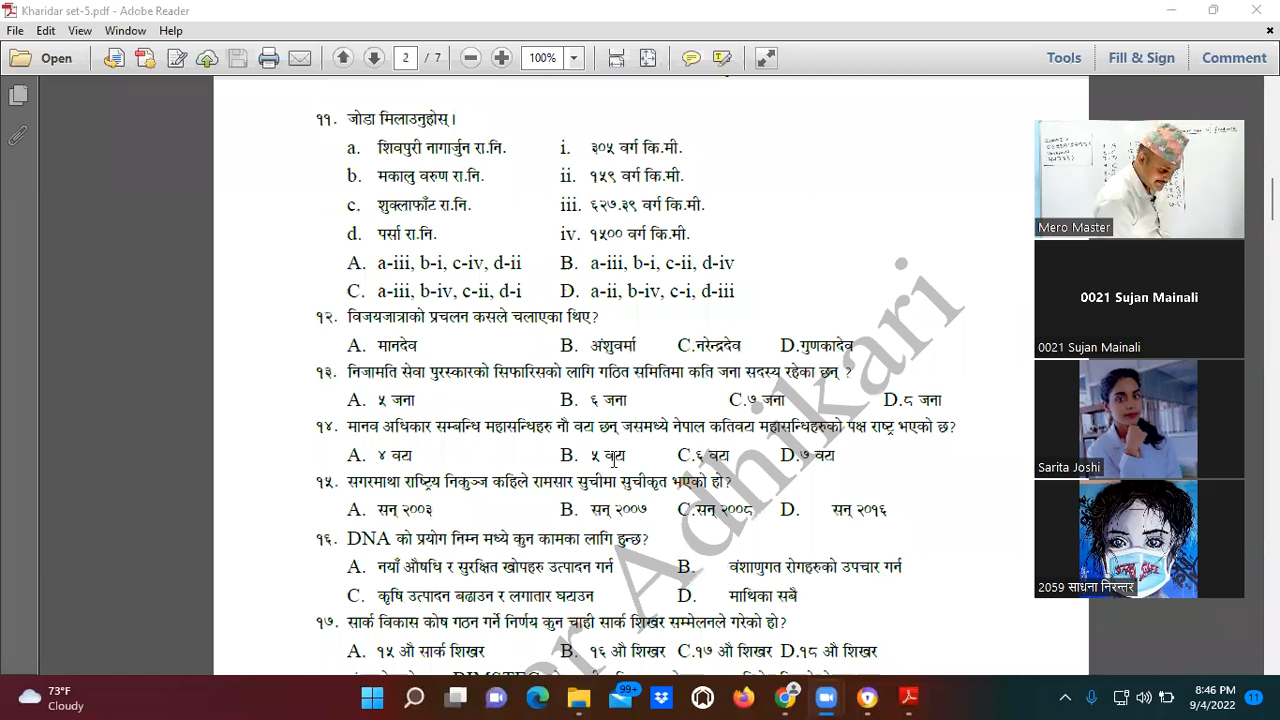 Kharidar set-5.pdf - Adobe Reader
File Edit View Window Help
Open 2 / 7 100% Tools Fill & Sign Comment
११. जोडा मिलाउनुहोस् ।
a. शिवपुरी नागार्जुन रा.नि. i. ३०५ वर्ग कि.मी.
b. मकालु वरुण रा.नि. ii. १५९ वर्ग कि.मी.
c. शुक्लाफाँट रा.नि. iii. ६२७.३९ वर्ग कि.मी.
d. पर्सा रा.नि. iv. १५०० वर्ग कि.मी.
A. a-iii, b-i, c-iv, d-ii B. a-iii, b-i, c-ii, d-iv
C. a-iii, b-iv, c-ii, d-i D. a-ii, b-iv, c-i, d-iii
१२. विजयजात्राको प्रचलन कसले चलाएका थिए?
A. मानदेव B. अंशुवर्मा C.नरेन्द्रदेव D.गुणकादेव
१३. निजामति सेवा पुरस्कारको सिफारिसको लागि गठित समितिमा कति जना सदस्य रहेका छन् ?
A. ५ जना B. ६ जना C.७ जना D.८ जना
१४. मानव अधिकार सम्बन्धि महासन्धिहरु नौ वटा छन् जसमध्ये नेपाल कतिवटा महासन्धिहरुको पक्ष राष्ट्र भएको छ?
A. ४ वटा B. ५ वटा C.६ वटा D.७ वटा
१५. सगरमाथा राष्ट्रिय निकुञ्ज कहिले रामसार सुचीमा सुचीकृत भएको हो?
A. सन् २००३ B. सन् २००७ C.सन् २००८ D. सन् २०१६
१६. DNA को प्रयोग निम्न मध्ये कुन कामका लागि हुन्छ?
A. नयाँ औषधि र सुरक्षित खोपहरु उत्पादन गर्न B. वंशाणुगत रोगहरुको उपचार गर्न
C. कृषि उत्पादन बढाउन र लगातार घटाउन D. माथिका सबै
१७. सार्क विकास कोष गठन गर्ने निर्णय कुन चाही सार्क शिखर सम्मेलनले गरेको हो?
A. १५ औ सार्क शिखर B. १६ औ शिखर C.१७ औ शिखर D.१८ औ शिखर
er Adhikari
Mero Master
0021 Sujan Mainali
0021 Sujan Mainali
Sarita Joshi
2059 साधना निरन्तर
73°F
Cloudy
99+
8:46 PM
9/4/2022
11